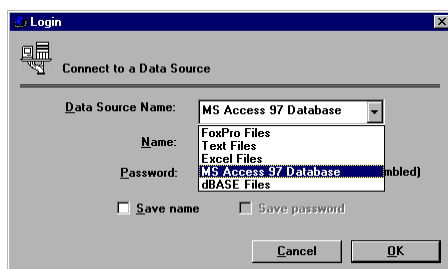 Login
Connect to a Data Source
Data Source Name: MS Access 97 Database
FoxPro Files
Name: Text Files
Excel Files
Password: MS Access 97 Database mbled)
dBASE Files
Save name Save password
Cancel OK